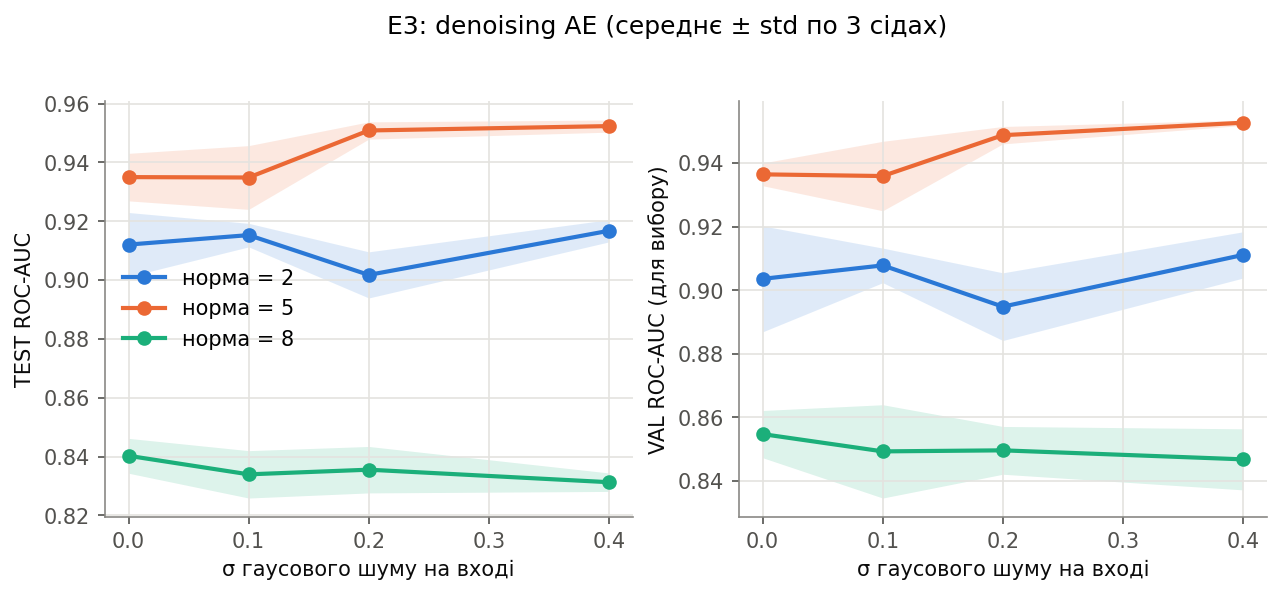 E3: denoising AE (середнє ± std по 3 сідах)
TEST ROC-AUC
0.96
0.94
0.92
0.90
0.88
0.86
0.84
0.82
норма = 2
норма = 5
норма = 8
0.0 0.1 0.2 0.3 0.4
σ гаусового шуму на вході
VAL ROC-AUC (для вибору)
0.94
0.92
0.90
0.88
0.86
0.84
0.0 0.1 0.2 0.3 0.4
σ гаусового шуму на вході